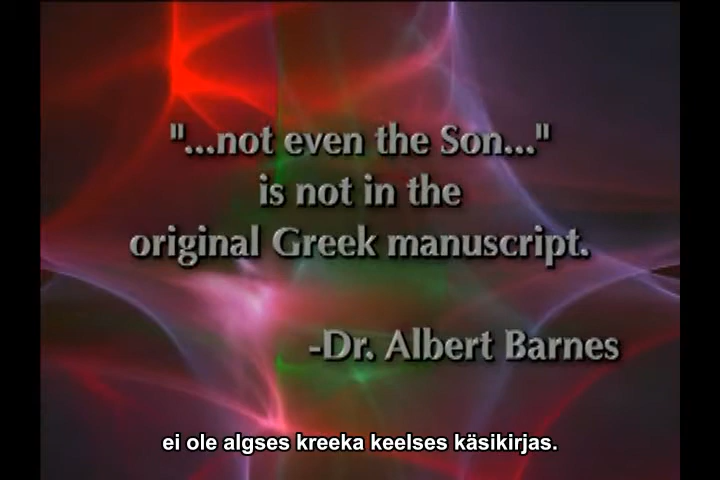 "...not even the Son..."
is not in the
original Greek manuscript.
-Dr. Albert Barnes
ei ole algses kreeka keelses käsikirjas.